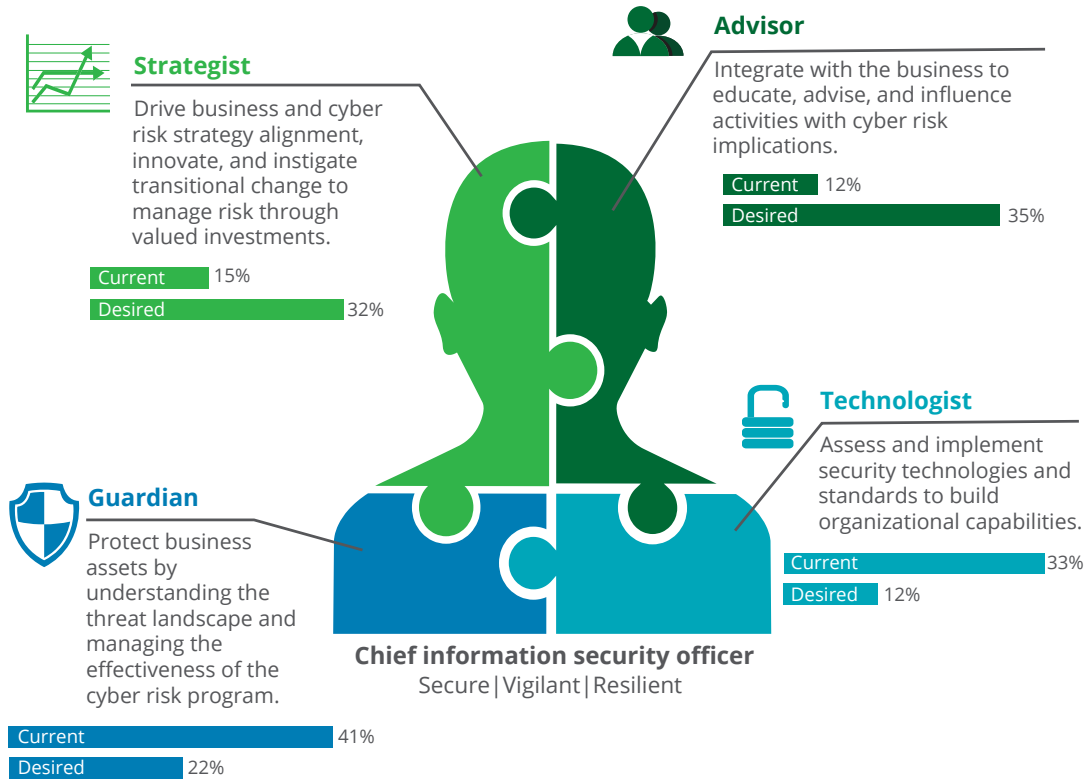 Strategist
Drive business and cyber
risk strategy alignment,
innovate, and instigate
transitional change to
manage risk through
valued investments.
Current 15%
Desired 32%
Advisor
Integrate with the business to
educate, advise, and influence
activities with cyber risk
implications.
Current 12%
Desired 35%
Guardian
Protect business
assets by
understanding the
threat landscape and
managing the
effectiveness of the
cyber risk program.
Current 41%
Desired 22%
Technologist
Assess and implement
security technologies and
standards to build
organizational capabilities.
Current 33%
Desired 12%
Chief information security officer
Secure|Vigilant|Resilient